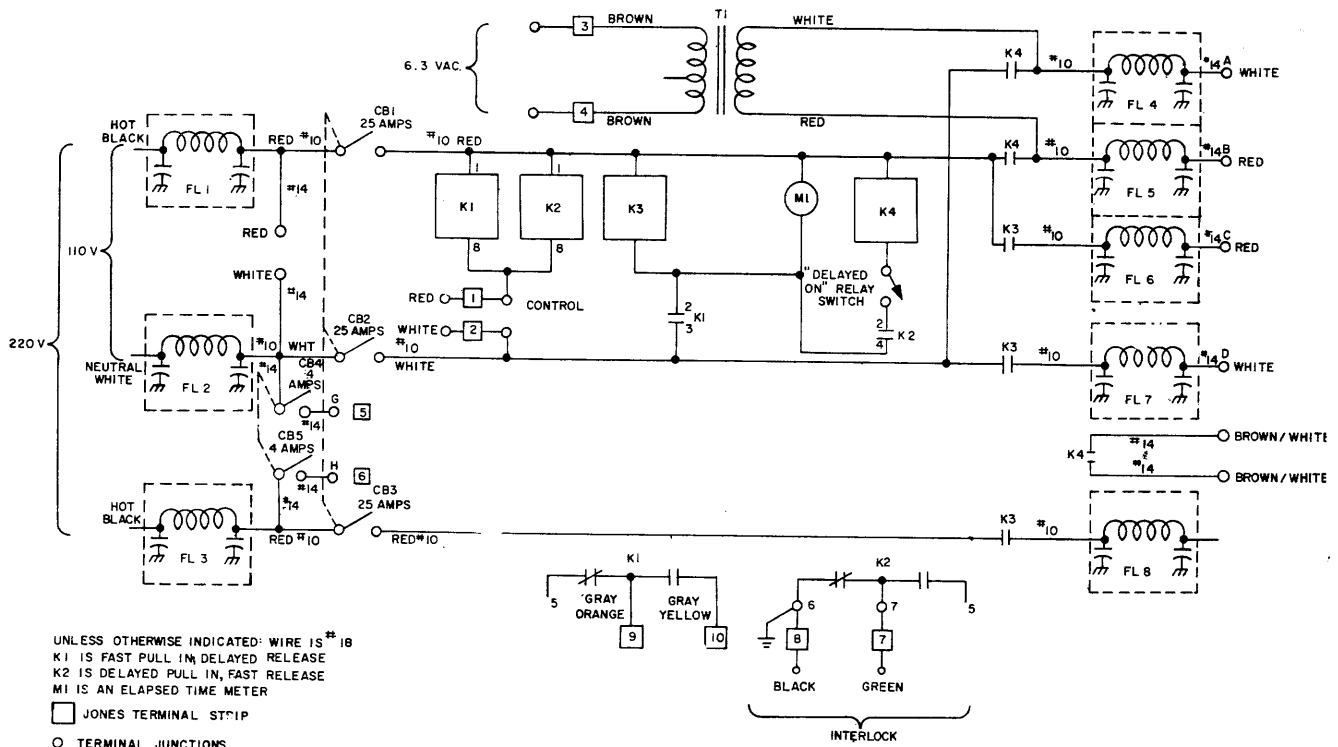 T1
3 BROWN
WHITE
6.3 VAC.
4 BROWN
RED
K4 #10 FL 4 #14 A WHITE
HOT BLACK
FL 1
RED #10
CB1
25 AMPS
#10 RED
K4 #10 FL 5 #14 B RED
#14
RED
1 K1 8
1 K2 8
K3
M1
K4
K3 #10 FL 6 #14 C RED
110 V
WHITE
#14
RED 1
CONTROL
WHITE 2
"DELAYED ON" RELAY SWITCH
2 K1 3
2 K2 4
220 V
NEUTRAL WHITE
FL 2
#10 WHT
CB2
25 AMPS
#10 WHITE
K3 #10 FL 7 #14 D WHITE
#14
CB4
4 AMPS
G 5
#14
CB5
4 AMPS
H 6
#14
#14
K4
#14
#14
BROWN/WHITE
BROWN/WHITE
HOT BLACK
FL 3
RED #10
CB3
25 AMPS
RED #10
K3 #10 FL 8
K1
5
GRAY ORANGE
GRAY YELLOW
9
10
K2
6
7
5
8
7
BLACK
GREEN
INTERLOCK
UNLESS OTHERWISE INDICATED: WIRE IS #18
K1 IS FAST PULL IN, DELAYED RELEASE
K2 IS DELAYED PULL IN, FAST RELEASE
M1 IS AN ELAPSED TIME METER
JONES TERMINAL STRIP
TERMINAL JUNCTIONS